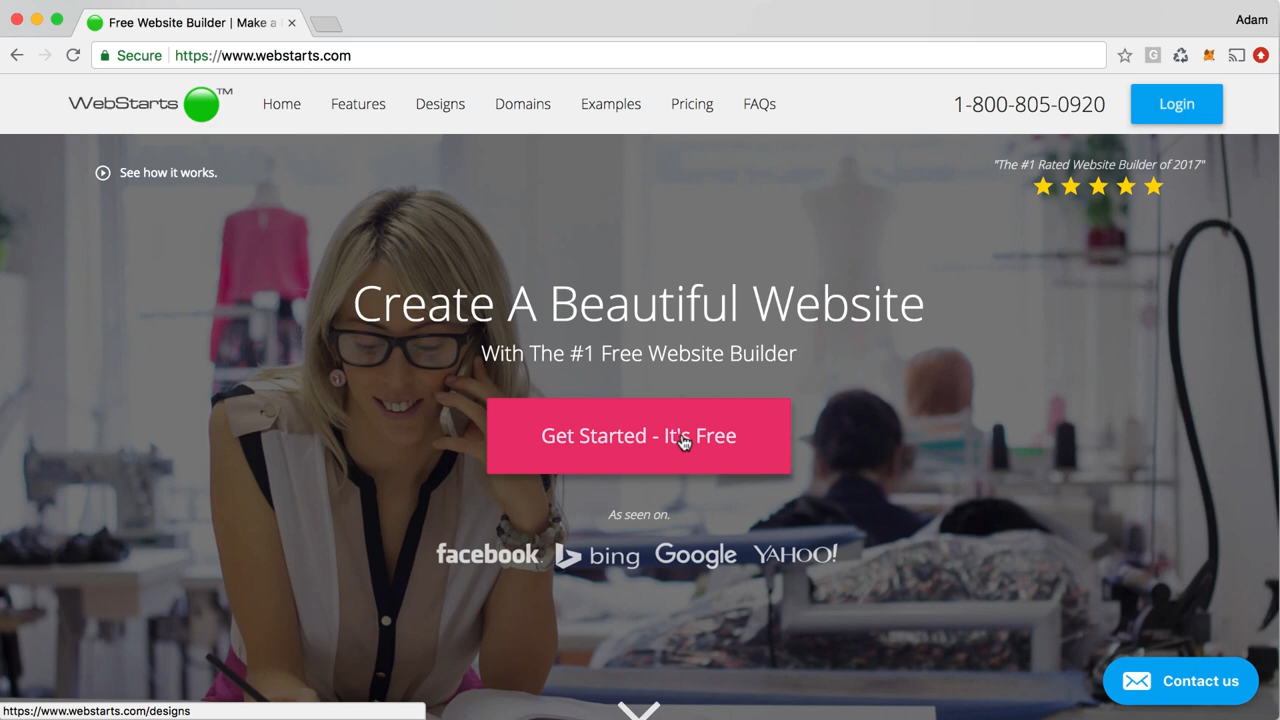 Free Website Builder | Make a
Adam
Secure
https://www.webstarts.com
WebStarts TM
Home
Features
Designs
Domains
Examples
Pricing
FAQs
1-800-805-0920
Login
See how it works.
"The #1 Rated Website Builder of 2017"
Create A Beautiful Website
With The #1 Free Website Builder
Get Started - It's Free
As seen on.
facebook.
bing
Google
YAHOO!
Contact us
https://www.webstarts.com/designs